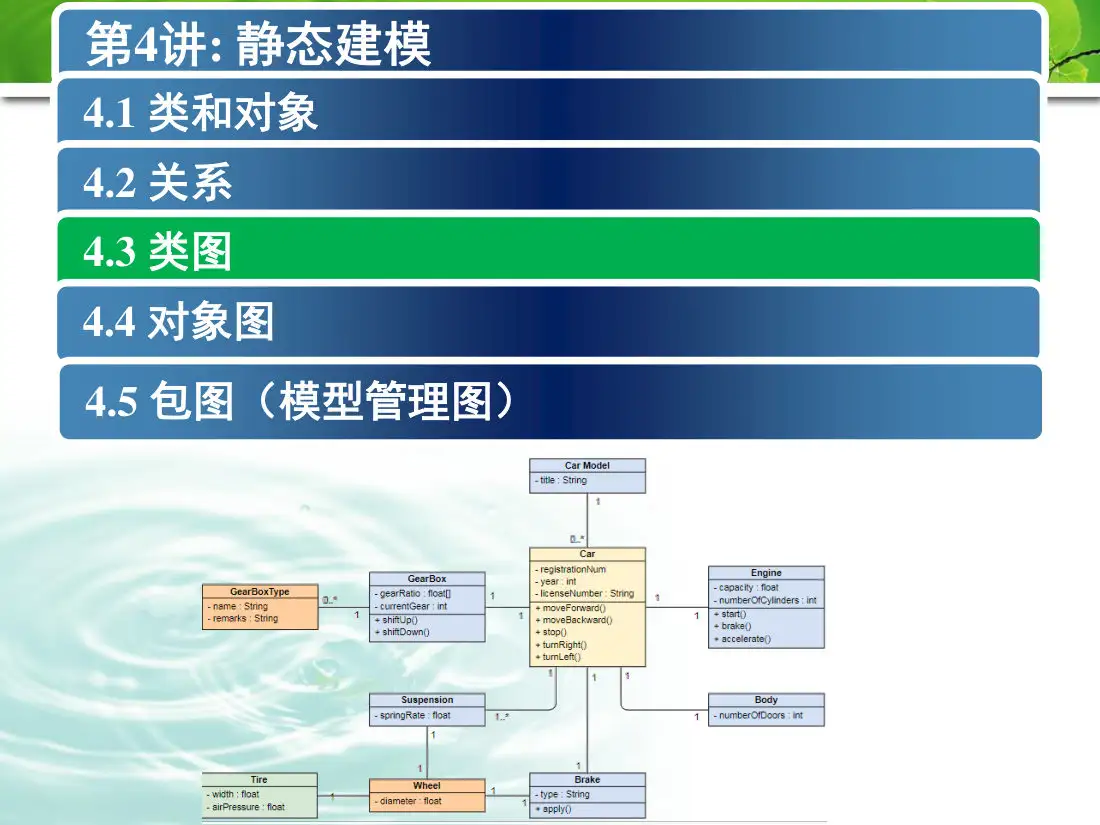 第4讲: 静态建模
4.1 类和对象
4.2 关系
4.3 类图
4.4 对象图
4.5 包图（模型管理图）
Car Model
- title : String
1
0..*
Car
- registrationNum
- year : int
- licenseNumber : String
+ moveForward()
+ moveBackward()
+ stop()
+ turnRight()
+ turnLeft()
GearBox
- gearRatio : float[]
- currentGear : int
+ shiftUp()
+ shiftDown()
1
1
GearBoxType
- name : String
- remarks : String
0..*
1
Engine
- capacity : float
- numberOfCylinders : int
+ start()
+ brake()
+ accelerate()
1
1
Suspension
- springRate : float
1
1..*
1
1
Body
- numberOfDoors : int
1
1
Tire
- width : float
- airPressure : float
1
Wheel
- diameter : float
1
1
1
Brake
- type : String
+ apply()
1
1